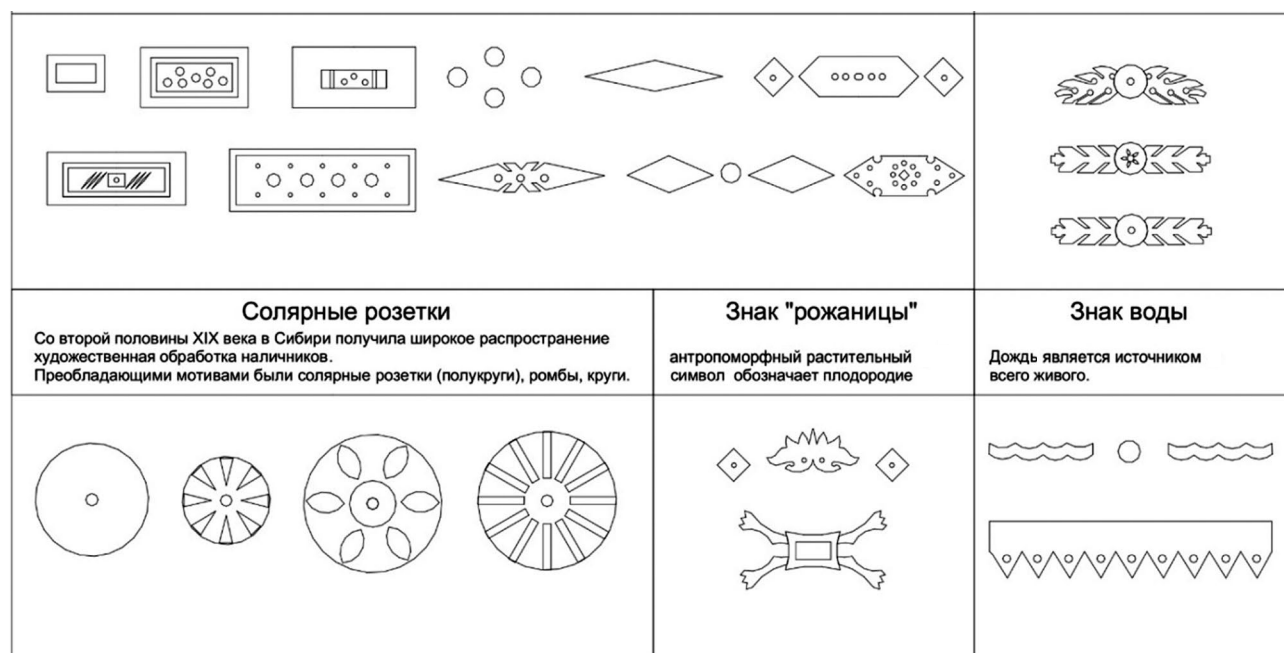 Солярные розетки
Со второй половины XIX века в Сибири получила широкое распространение
художественная обработка наличников.
Преобладающими мотивами были солярные розетки (полукруги), ромбы, круги.
Знак "рожаницы"
антропоморфный растительный
символ обозначает плодородие
Знак воды
Дождь является источником
всего живого.